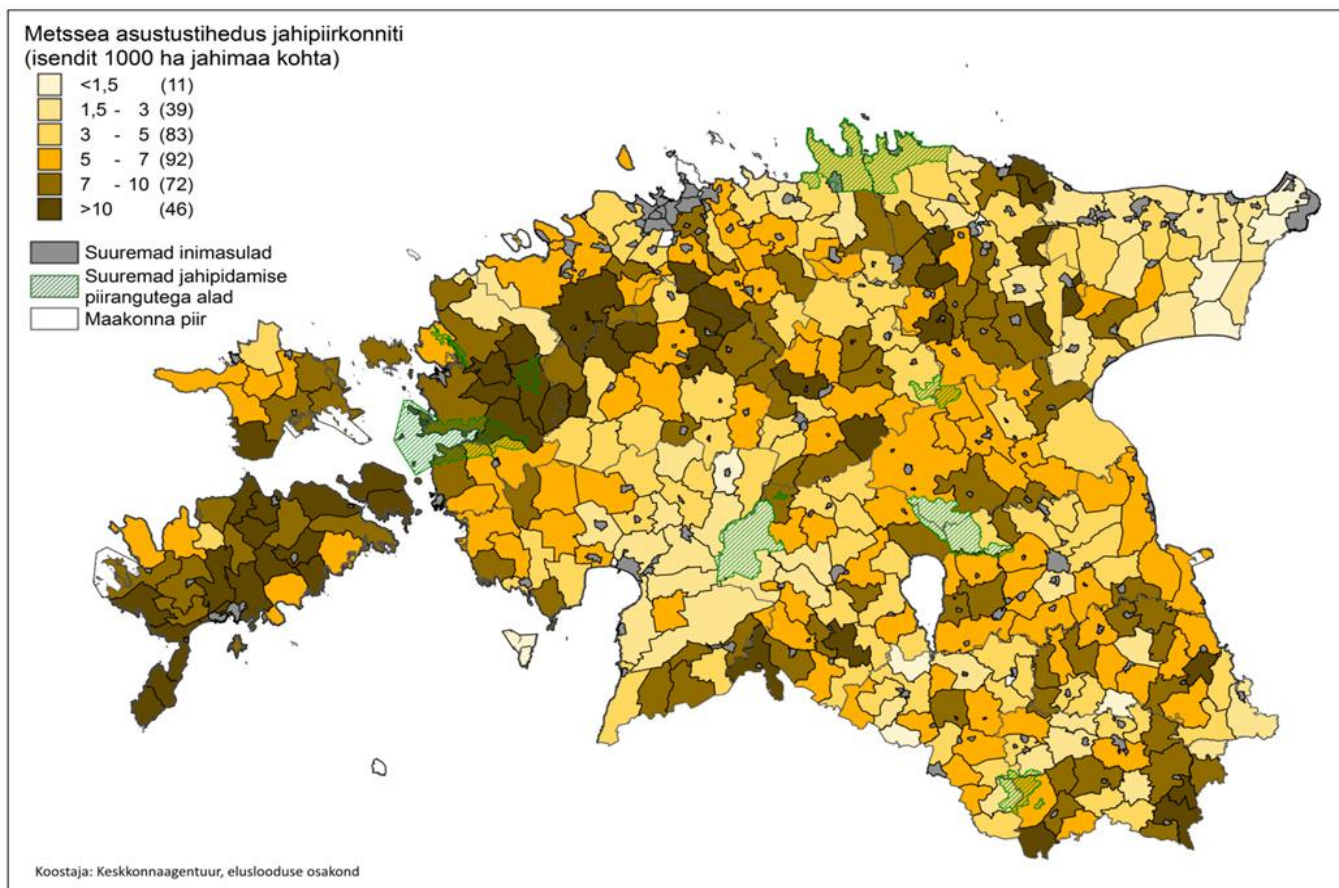 Metssea asustustihedus jahipiirkonniti
(isendit 1000 ha jahimaa kohta)
<1,5 (11)
1,5 - 3 (39)
3 - 5 (83)
5 - 7 (92)
7 - 10 (72)
>10 (46)
Suuremad inimasulad
Suuremad jahipidamise
piirangutega alad
Maakonna piir
Koostaja: Keskkonnaagentuur, eluslooduse osakond